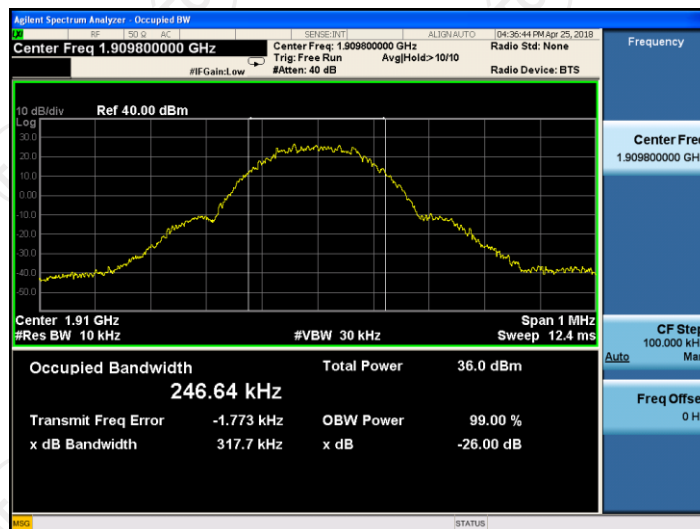 Agilent Spectrum Analyzer - Occupied BW
RF 50 Ω AC SENSE:INT ALIGN AUTO 04:36:44 PM Apr 25, 2018
Center Freq 1.909800000 GHz
Center Freq: 1.909800000 GHz
Radio Std: None
Trig: Free Run Avg|Hold:> 10/10
#IFGain:Low
#Atten: 40 dB
Radio Device: BTS
Frequency
10 dB/div Ref 40.00 dBm
Log
30.0
20.0
10.0
0.00
-10.0
-20.0
-30.0
-40.0
-50.0
Center 1.91 GHz Span 1 MHz
#Res BW 10 kHz #VBW 30 kHz Sweep 12.4 ms
Occupied Bandwidth Total Power 36.0 dBm
246.64 kHz
Transmit Freq Error -1.773 kHz OBW Power 99.00 %
x dB Bandwidth 317.7 kHz x dB -26.00 dB
Center Fre
1.909800000 GH
CF Step
100.000 kH
Auto Ma
Freq Offse
0 H
MSG STATUS